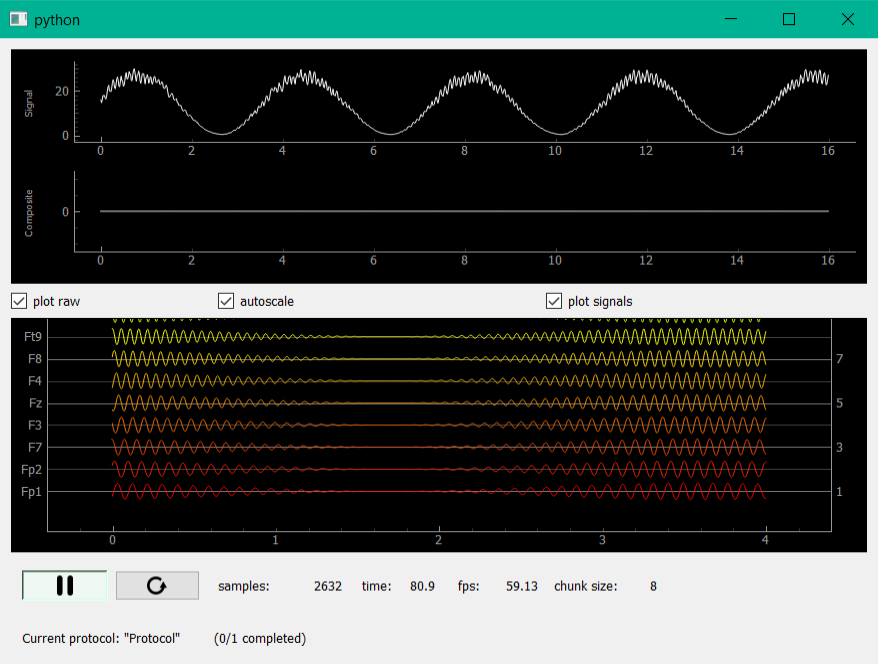 python
Signal
20
0
0 2 4 6 8 10 12 14 16
Composite
0
0 2 4 6 8 10 12 14 16
plot raw autoscale plot signals
Ft9
F8 7
F4
Fz 5
F3
F7 3
Fp2
Fp1 1
0 1 2 3 4
samples: 2632 time: 80.9 fps: 59.13 chunk size: 8
Current protocol: "Protocol" (0/1 completed)